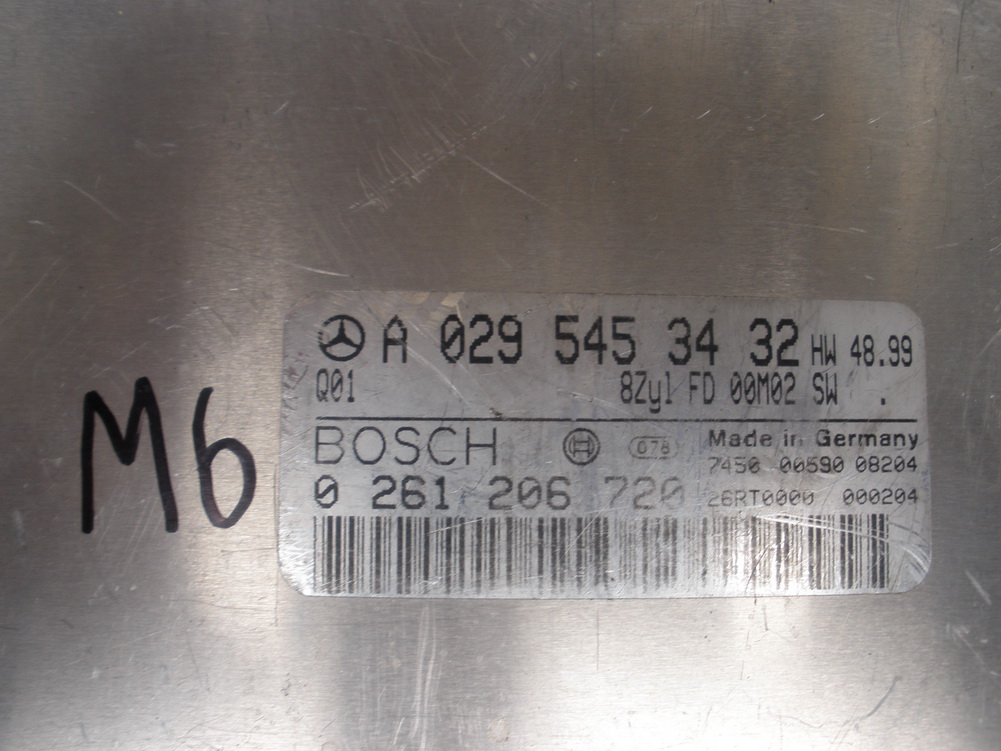 A 029 545 34 32 HW 48.99
Q01 8Zyl FD 00M02 SW .
BOSCH 078 Made in Germany
7450 00590 08204
0 261 206 720 26RT0000 000204
M6